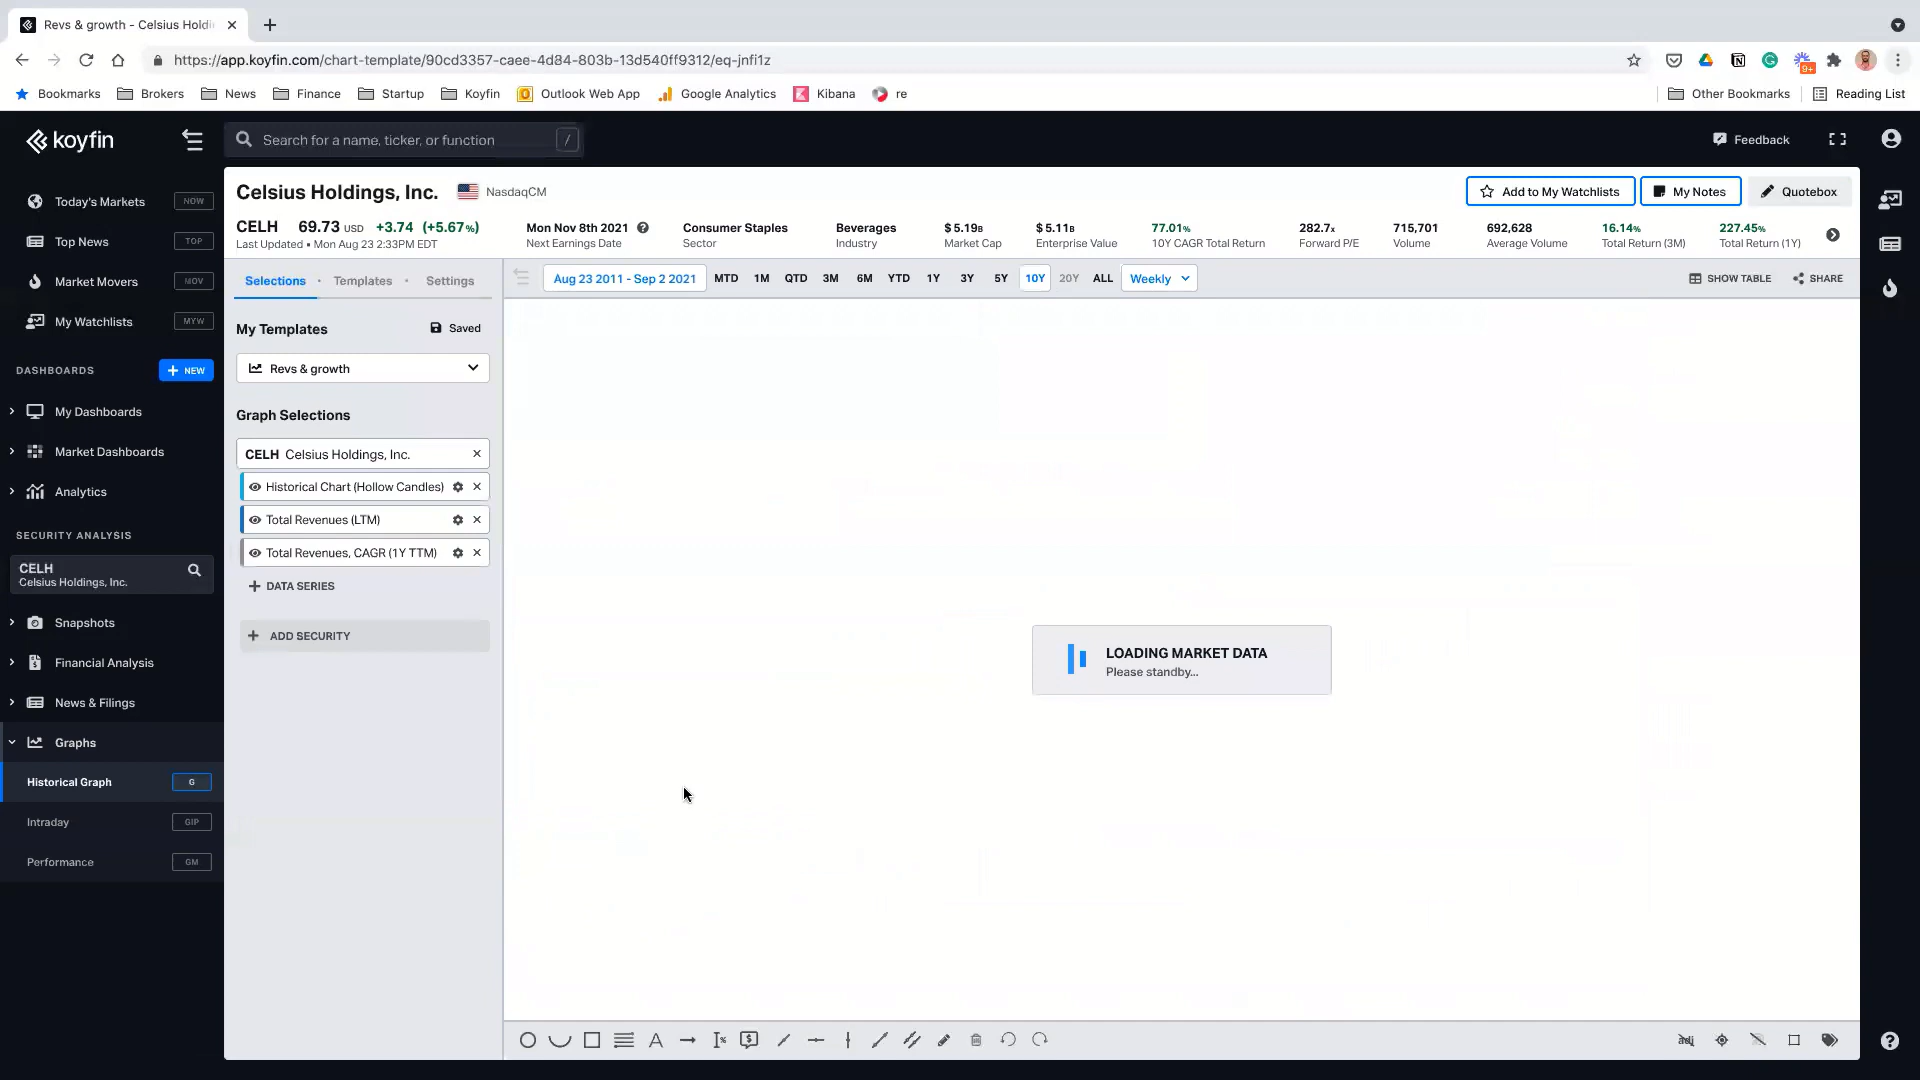 Revs & growth - Celsius Holdi
https://app.koyfin.com/chart-template/90cd3357-caee-4d84-803b-13d540ff9312/eq-jnfi1z
9+
Bookmarks Brokers News Finance Startup Koyfin Outlook Web App Google Analytics Kibana re Other Bookmarks Reading List
koyfin
Search for a name, ticker, or function /
Feedback
Today's Markets NOW
Top News TOP
Market Movers MOV
My Watchlists MYW
DASHBOARDS + NEW
My Dashboards
Market Dashboards
Analytics
SECURITY ANALYSIS
CELH
Celsius Holdings, Inc.
Snapshots
Financial Analysis
News & Filings
Graphs
Historical Graph G
Intraday GIP
Performance GM
Celsius Holdings, Inc. NasdaqCM
Add to My Watchlists My Notes Quotebox
CELH 69.73 USD +3.74 (+5.67%)
Last Updated • Mon Aug 23 2:33PM EDT
Mon Nov 8th 2021
Next Earnings Date
Consumer Staples
Sector
Beverages
Industry
$ 5.19B
Market Cap
$ 5.11B
Enterprise Value
77.01%
10Y CAGR Total Return
282.7x
Forward P/E
715,701
Volume
692,628
Average Volume
16.14%
Total Return (3M)
227.45%
Total Return (1Y)
Selections • Templates • Settings
Aug 23 2011 - Sep 2 2021 MTD 1M QTD 3M 6M YTD 1Y 3Y 5Y 10Y 20Y ALL Weekly SHOW TABLE SHARE
My Templates Saved
Revs & growth
Graph Selections
CELH Celsius Holdings, Inc.
Historical Chart (Hollow Candles)
Total Revenues (LTM)
Total Revenues, CAGR (1Y TTM)
+ DATA SERIES
+ ADD SECURITY
LOADING MARKET DATA
Please standby...
adj